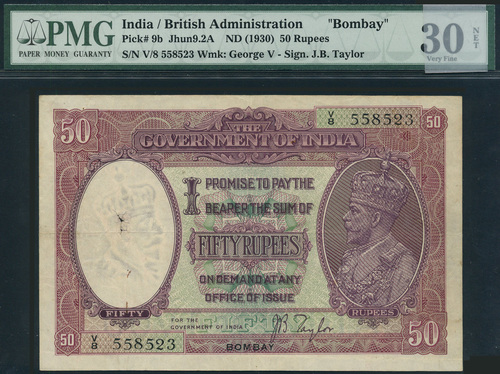 PMG
PAPER MONEY GUARANTY
India / British Administration "Bombay"
Pick# 9b Jhun9.2A ND (1930) 50 Rupees
S/N V/8 558523 Wmk: George V - Sign. J.B. Taylor
30 NET
Very Fine
50
THE
GOVERNMENT OF INDIA
V/8 558523
50
I PROMISE TO PAY THE
BEARER THE SUM OF
FIFTY RUPEES
ON DEMAND AT ANY
OFFICE OF ISSUE
FIFTY
FOR THE
GOVERNMENT OF INDIA
JB Taylor
RUPEES
50
V/8 558523
BOMBAY
50